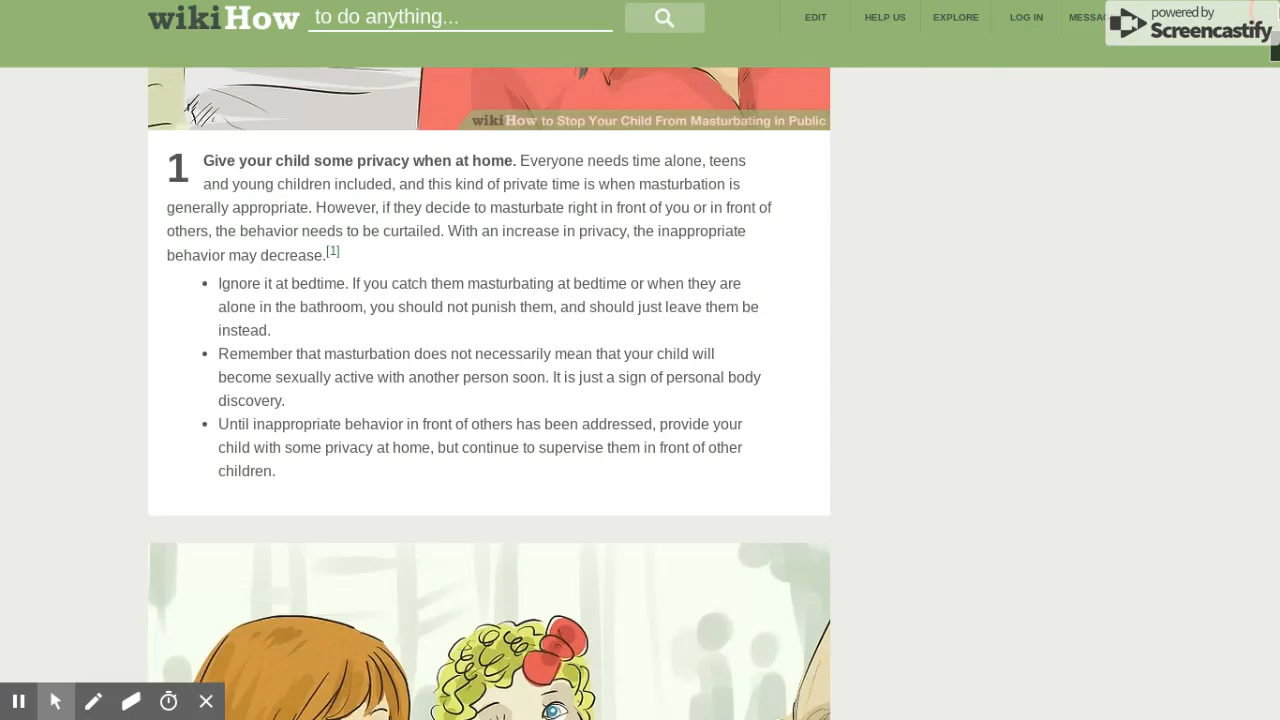 wikiHow to do anything...
EDIT HELP US EXPLORE LOG IN
powered by
Screencastify
wikiHow to Stop Your Child From Masturbating in Public
1 Give your child some privacy when at home. Everyone needs time alone, teens
and young children included, and this kind of private time is when masturbation is
generally appropriate. However, if they decide to masturbate right in front of you or in front of
others, the behavior needs to be curtailed. With an increase in privacy, the inappropriate
behavior may decrease.[1]
• Ignore it at bedtime. If you catch them masturbating at bedtime or when they are
alone in the bathroom, you should not punish them, and should just leave them be
instead.
• Remember that masturbation does not necessarily mean that your child will
become sexually active with another person soon. It is just a sign of personal body
discovery.
• Until inappropriate behavior in front of others has been addressed, provide your
child with some privacy at home, but continue to supervise them in front of other
children.